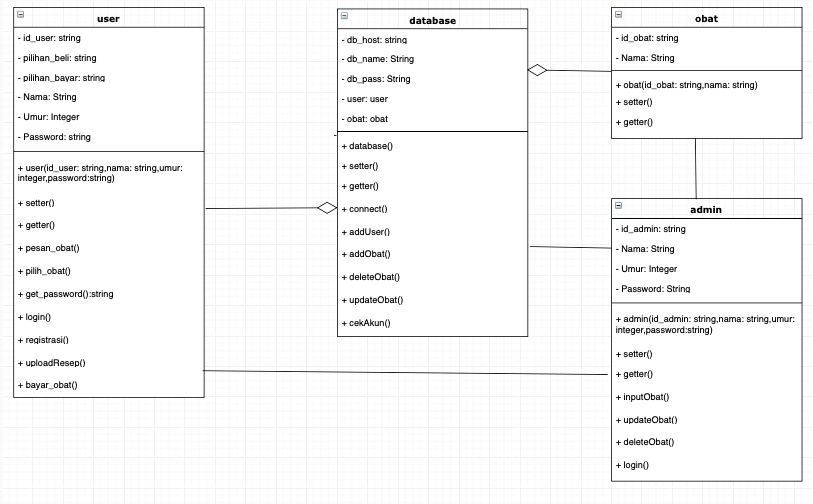 user
- id_user: string
- pilihan_beli: string
- pilihan_bayar: string
- Nama: String
- Umur: Integer
- Password: string
+ user(id_user: string,nama: string,umur:
integer,password:string)
+ setter()
+ getter()
+ pesan_obat()
+ pilih_obat()
+ get_password():string
+ login()
+ registrasi()
+ uploadResep()
+ bayar_obat()
database
- db_host: string
- db_name: String
- db_pass: String
- user: user
- obat: obat
+ database()
+ setter()
+ getter()
+ connect()
+ addUser()
+ addObat()
+ deleteObat()
+ updateObat()
+ cekAkun()
obat
- id_obat: string
- Nama: String
+ obat(id_obat: string,nama: string)
+ setter()
+ getter()
admin
- id_admin: string
- Nama: String
- Umur: Integer
- Password: String
+ admin(id_admin: string,nama: string,umur:
integer,password:string)
+ setter()
+ getter()
+ inputObat()
+ updateObat()
+ deleteObat()
+ login()